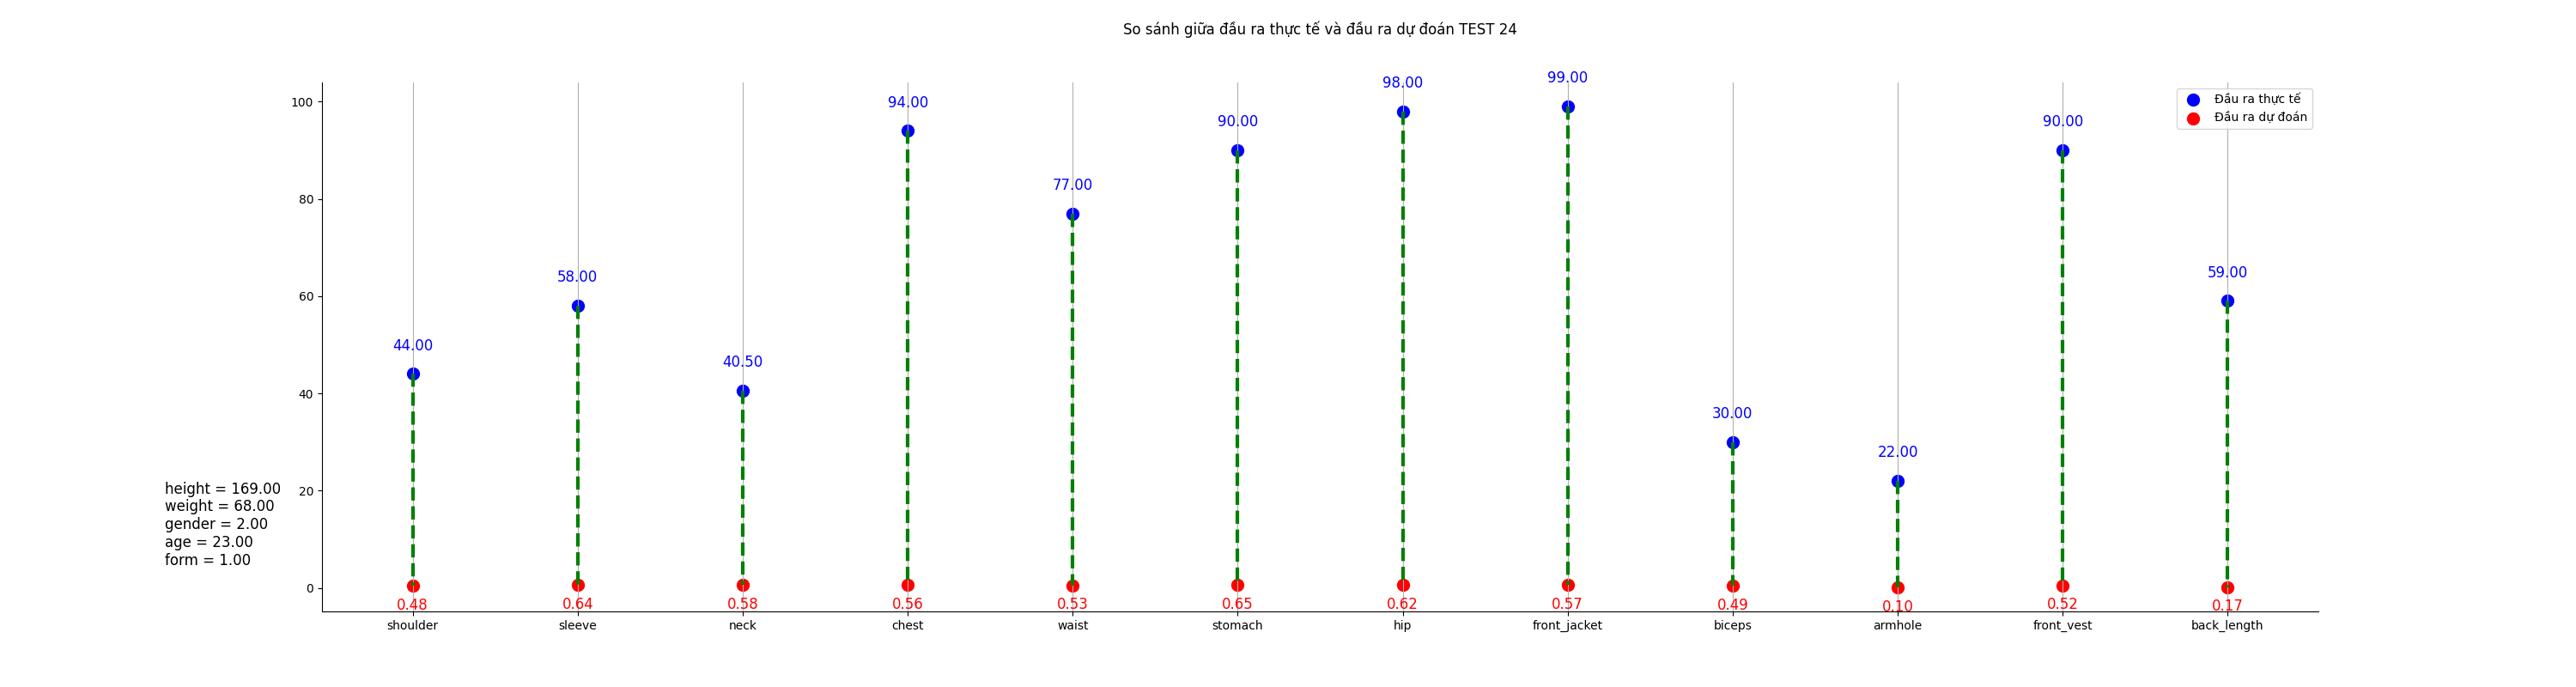 So sánh giữa đầu ra thực tế và đầu ra dự đoán TEST 24
Đầu ra thực tế
Đầu ra dự đoán
100
80
60
40
20
0
44.00
58.00
40.50
94.00
77.00
90.00
98.00
99.00
30.00
22.00
90.00
59.00
height = 169.00
weight = 68.00
gender = 2.00
age = 23.00
form = 1.00
0.48
0.64
0.58
0.56
0.53
0.65
0.62
0.57
0.49
0.10
0.52
0.17
shoulder
sleeve
neck
chest
waist
stomach
hip
front_jacket
biceps
armhole
front_vest
back_length